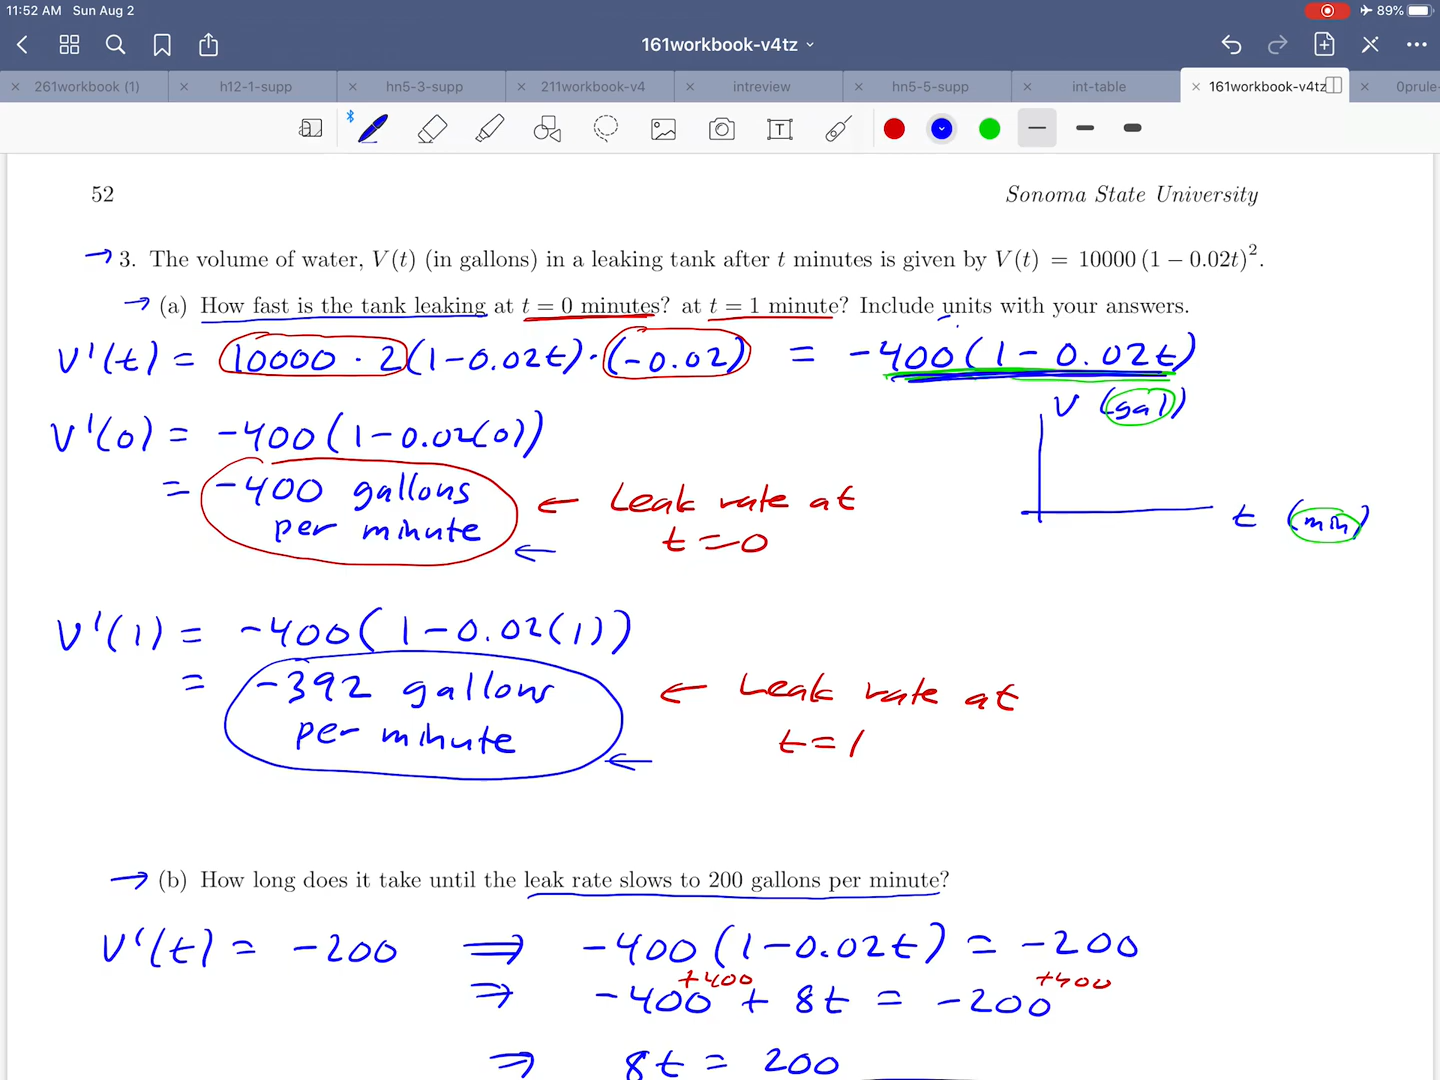 11:52 AM Sun Aug 2
89%
161workbook-v4tz
261workbook (1)
h12-1-supp
hn5-3-supp
211workbook-v4
intreview
hn5-5-supp
int-table
161workbook-v4tz
0prule-
52
Sonoma State University
→ 3. The volume of water, V(t) (in gallons) in a leaking tank after t minutes is given by V(t) = 10000 (1 − 0.02t)².
→ (a) How fast is the tank leaking at t = 0 minutes? at t = 1 minute? Include units with your answers.
V'(t) = 10000 · 2(1−0.02t)·(−0.02) = −400(1−0.02t)
V (gal)
V'(0) = −400(1−0.02(0))
= −400 gallons
per minute
← Leak rate at
t=0
t (min)
V'(1) = −400(1−0.02(1))
= −392 gallons
per minute
← Leak rate at
t=1
→ (b) How long does it take until the leak rate slows to 200 gallons per minute?
V'(t) = −200 ⇒ −400(1−0.02t) = −200
+400 +400
⇒ −400 + 8t = −200
⇒ 8t = 200